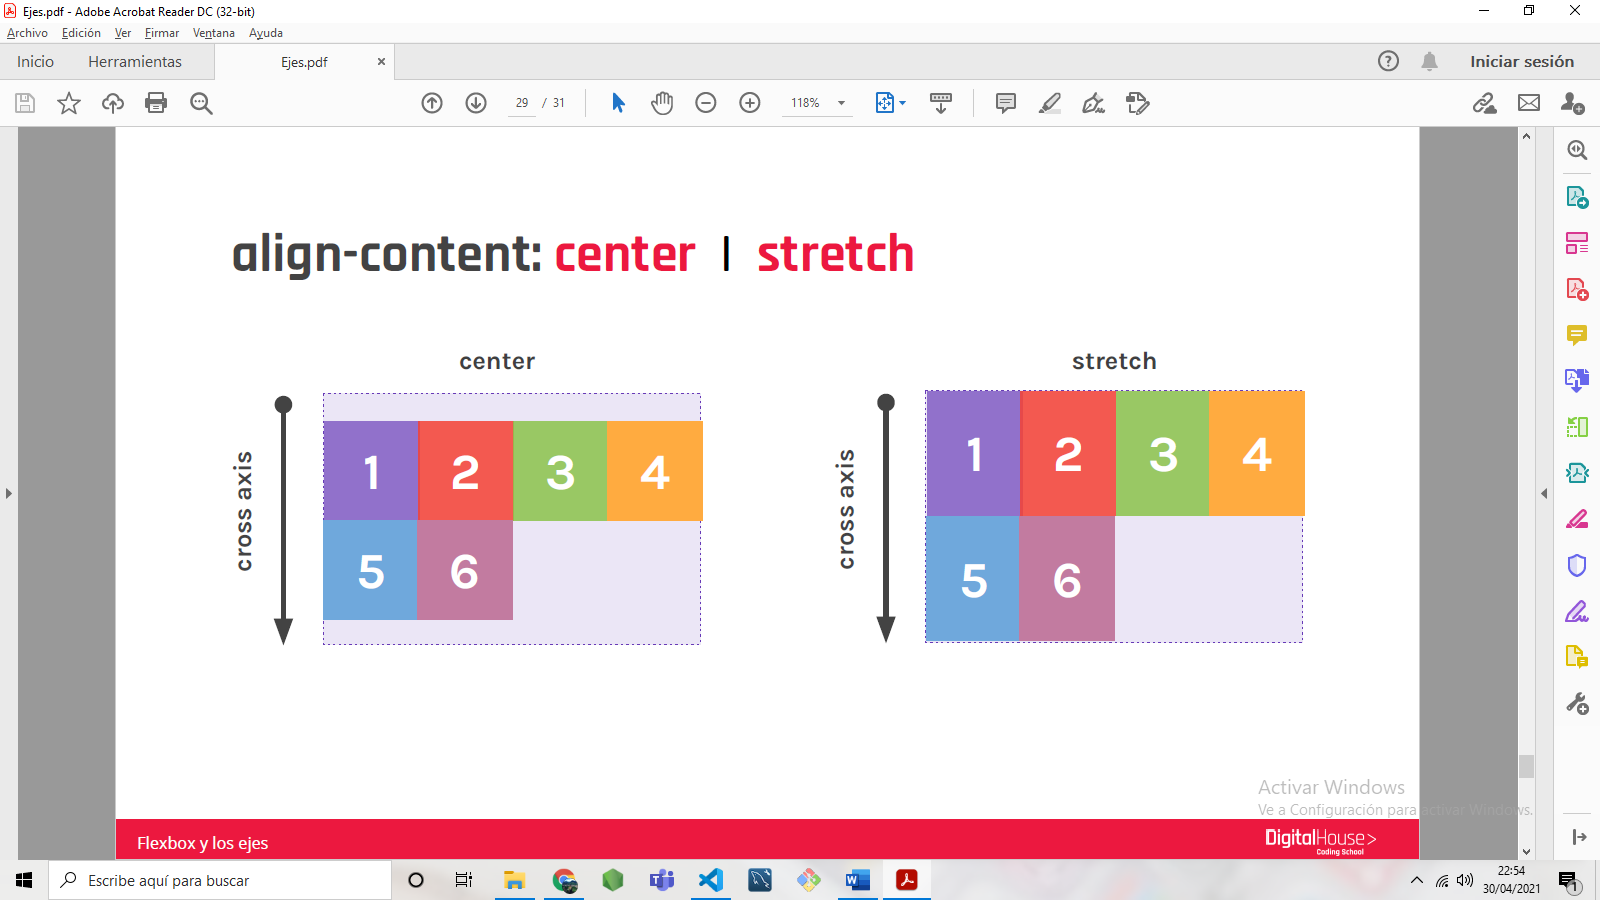 Ejes.pdf - Adobe Acrobat Reader DC (32-bit)
Archivo Edición Ver Firmar Ventana Ayuda
Inicio Herramientas Ejes.pdf × Iniciar sesión
29 / 31 118%
align-content: center | stretch
center stretch
cross axis
1 2 3 4
5 6
cross axis
1 2 3 4
5 6
Activar Windows
Ve a Configuración para activar Windows.
Flexbox y los ejes
DigitalHouse>
Coding School
Escribe aquí para buscar
22:54
30/04/2021
1